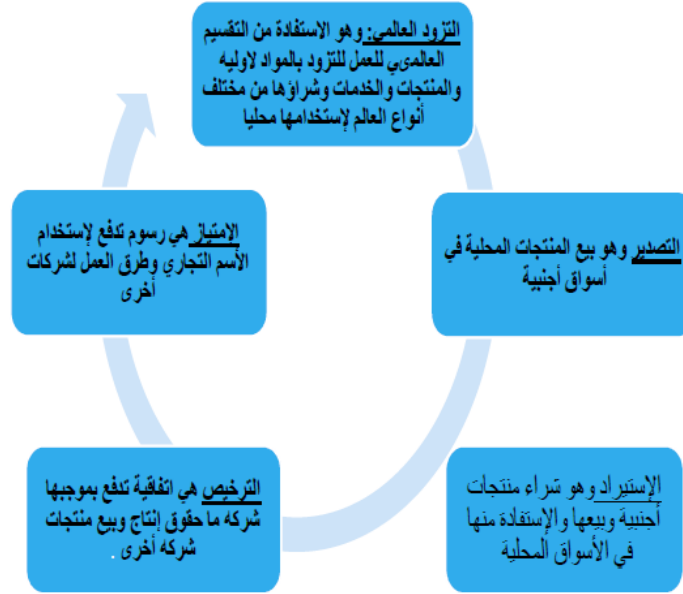 التزود العالمي: وهو الاستفادة من التقسيم
العالمىي للعمل للتزود بالمواد لاوليه
والمنتجات والخدمات وشراؤها من مختلف
أنواع العالم لإستخدامها محليا
التصدير وهو بيع المنتجات المحلية في
أسواق أجنبية
الإستيراد وهو شراء منتجات
أجنبية وبيعها والإستفادة منها
في الأسواق المحلية
الترخيص هي اتفاقية تدفع بموجبها
شركه ما حقوق إنتاج وبيع منتجات
شركه أخرى .
الامتياز هي رسوم تدفع لإستخدام
الأسم التجاري وطرق العمل لشركات
أخرى